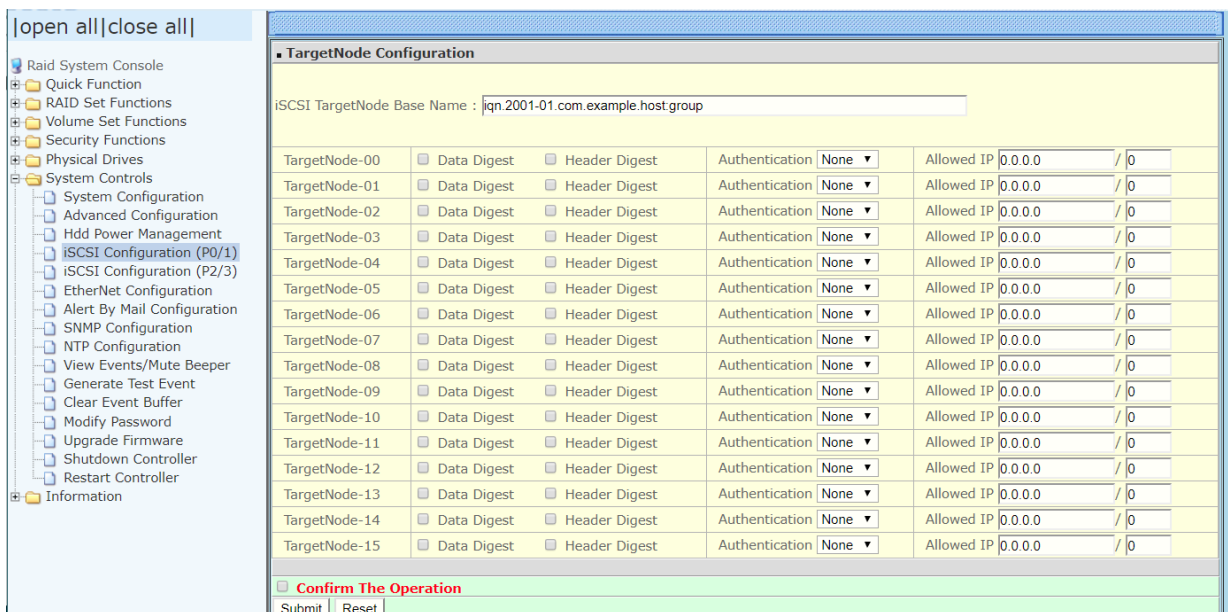 |open all|close all|
Raid System Console
Quick Function
RAID Set Functions
Volume Set Functions
Security Functions
Physical Drives
System Controls
System Configuration
Advanced Configuration
Hdd Power Management
iSCSI Configuration (P0/1)
iSCSI Configuration (P2/3)
EtherNet Configuration
Alert By Mail Configuration
SNMP Configuration
NTP Configuration
View Events/Mute Beeper
Generate Test Event
Clear Event Buffer
Modify Password
Upgrade Firmware
Shutdown Controller
Restart Controller
Information
TargetNode Configuration
iSCSI TargetNode Base Name : iqn.2001-01.com.example.host:group
TargetNode-00 Data Digest Header Digest Authentication None Allowed IP 0.0.0.0 / 0
TargetNode-01 Data Digest Header Digest Authentication None Allowed IP 0.0.0.0 / 0
TargetNode-02 Data Digest Header Digest Authentication None Allowed IP 0.0.0.0 / 0
TargetNode-03 Data Digest Header Digest Authentication None Allowed IP 0.0.0.0 / 0
TargetNode-04 Data Digest Header Digest Authentication None Allowed IP 0.0.0.0 / 0
TargetNode-05 Data Digest Header Digest Authentication None Allowed IP 0.0.0.0 / 0
TargetNode-06 Data Digest Header Digest Authentication None Allowed IP 0.0.0.0 / 0
TargetNode-07 Data Digest Header Digest Authentication None Allowed IP 0.0.0.0 / 0
TargetNode-08 Data Digest Header Digest Authentication None Allowed IP 0.0.0.0 / 0
TargetNode-09 Data Digest Header Digest Authentication None Allowed IP 0.0.0.0 / 0
TargetNode-10 Data Digest Header Digest Authentication None Allowed IP 0.0.0.0 / 0
TargetNode-11 Data Digest Header Digest Authentication None Allowed IP 0.0.0.0 / 0
TargetNode-12 Data Digest Header Digest Authentication None Allowed IP 0.0.0.0 / 0
TargetNode-13 Data Digest Header Digest Authentication None Allowed IP 0.0.0.0 / 0
TargetNode-14 Data Digest Header Digest Authentication None Allowed IP 0.0.0.0 / 0
TargetNode-15 Data Digest Header Digest Authentication None Allowed IP 0.0.0.0 / 0
Confirm The Operation
Submit Reset